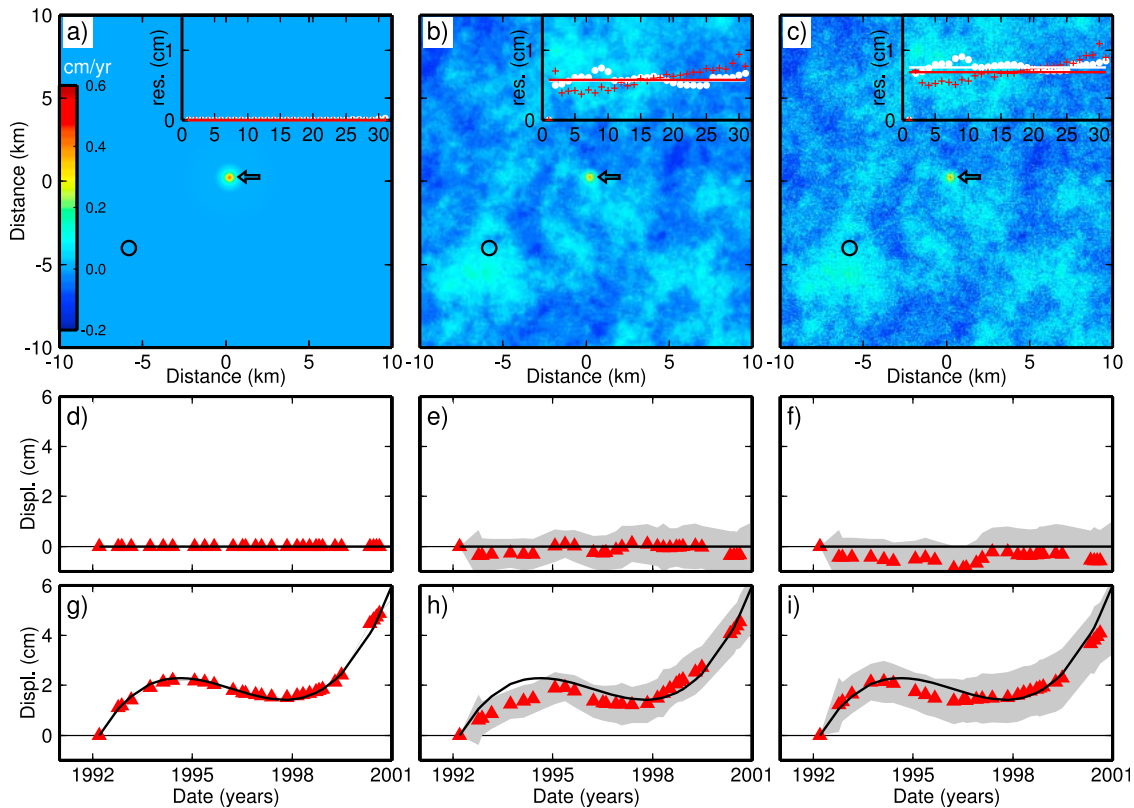 10
5
0
-5
-10
Distance (km)
a)
cm/yr
0.6
0.4
0.2
0.0
-0.2
res. (cm)
1
0
0 5 10 15 20 25 30
-10 -5 0 5 10
Distance (km)
b)
res. (cm)
1
0
0 5 10 15 20 25 30
-5 0 5 10
Distance (km)
c)
res. (cm)
1
0
0 5 10 15 20 25 30
-5 0 5 10
Distance (km)
d)
6
4
2
0
Displ. (cm)
e)
f)
g)
6
4
2
0
Displ. (cm)
1992 1995 1998 2001
Date (years)
h)
1992 1995 1998 2001
Date (years)
i)
1992 1995 1998 2001
Date (years)